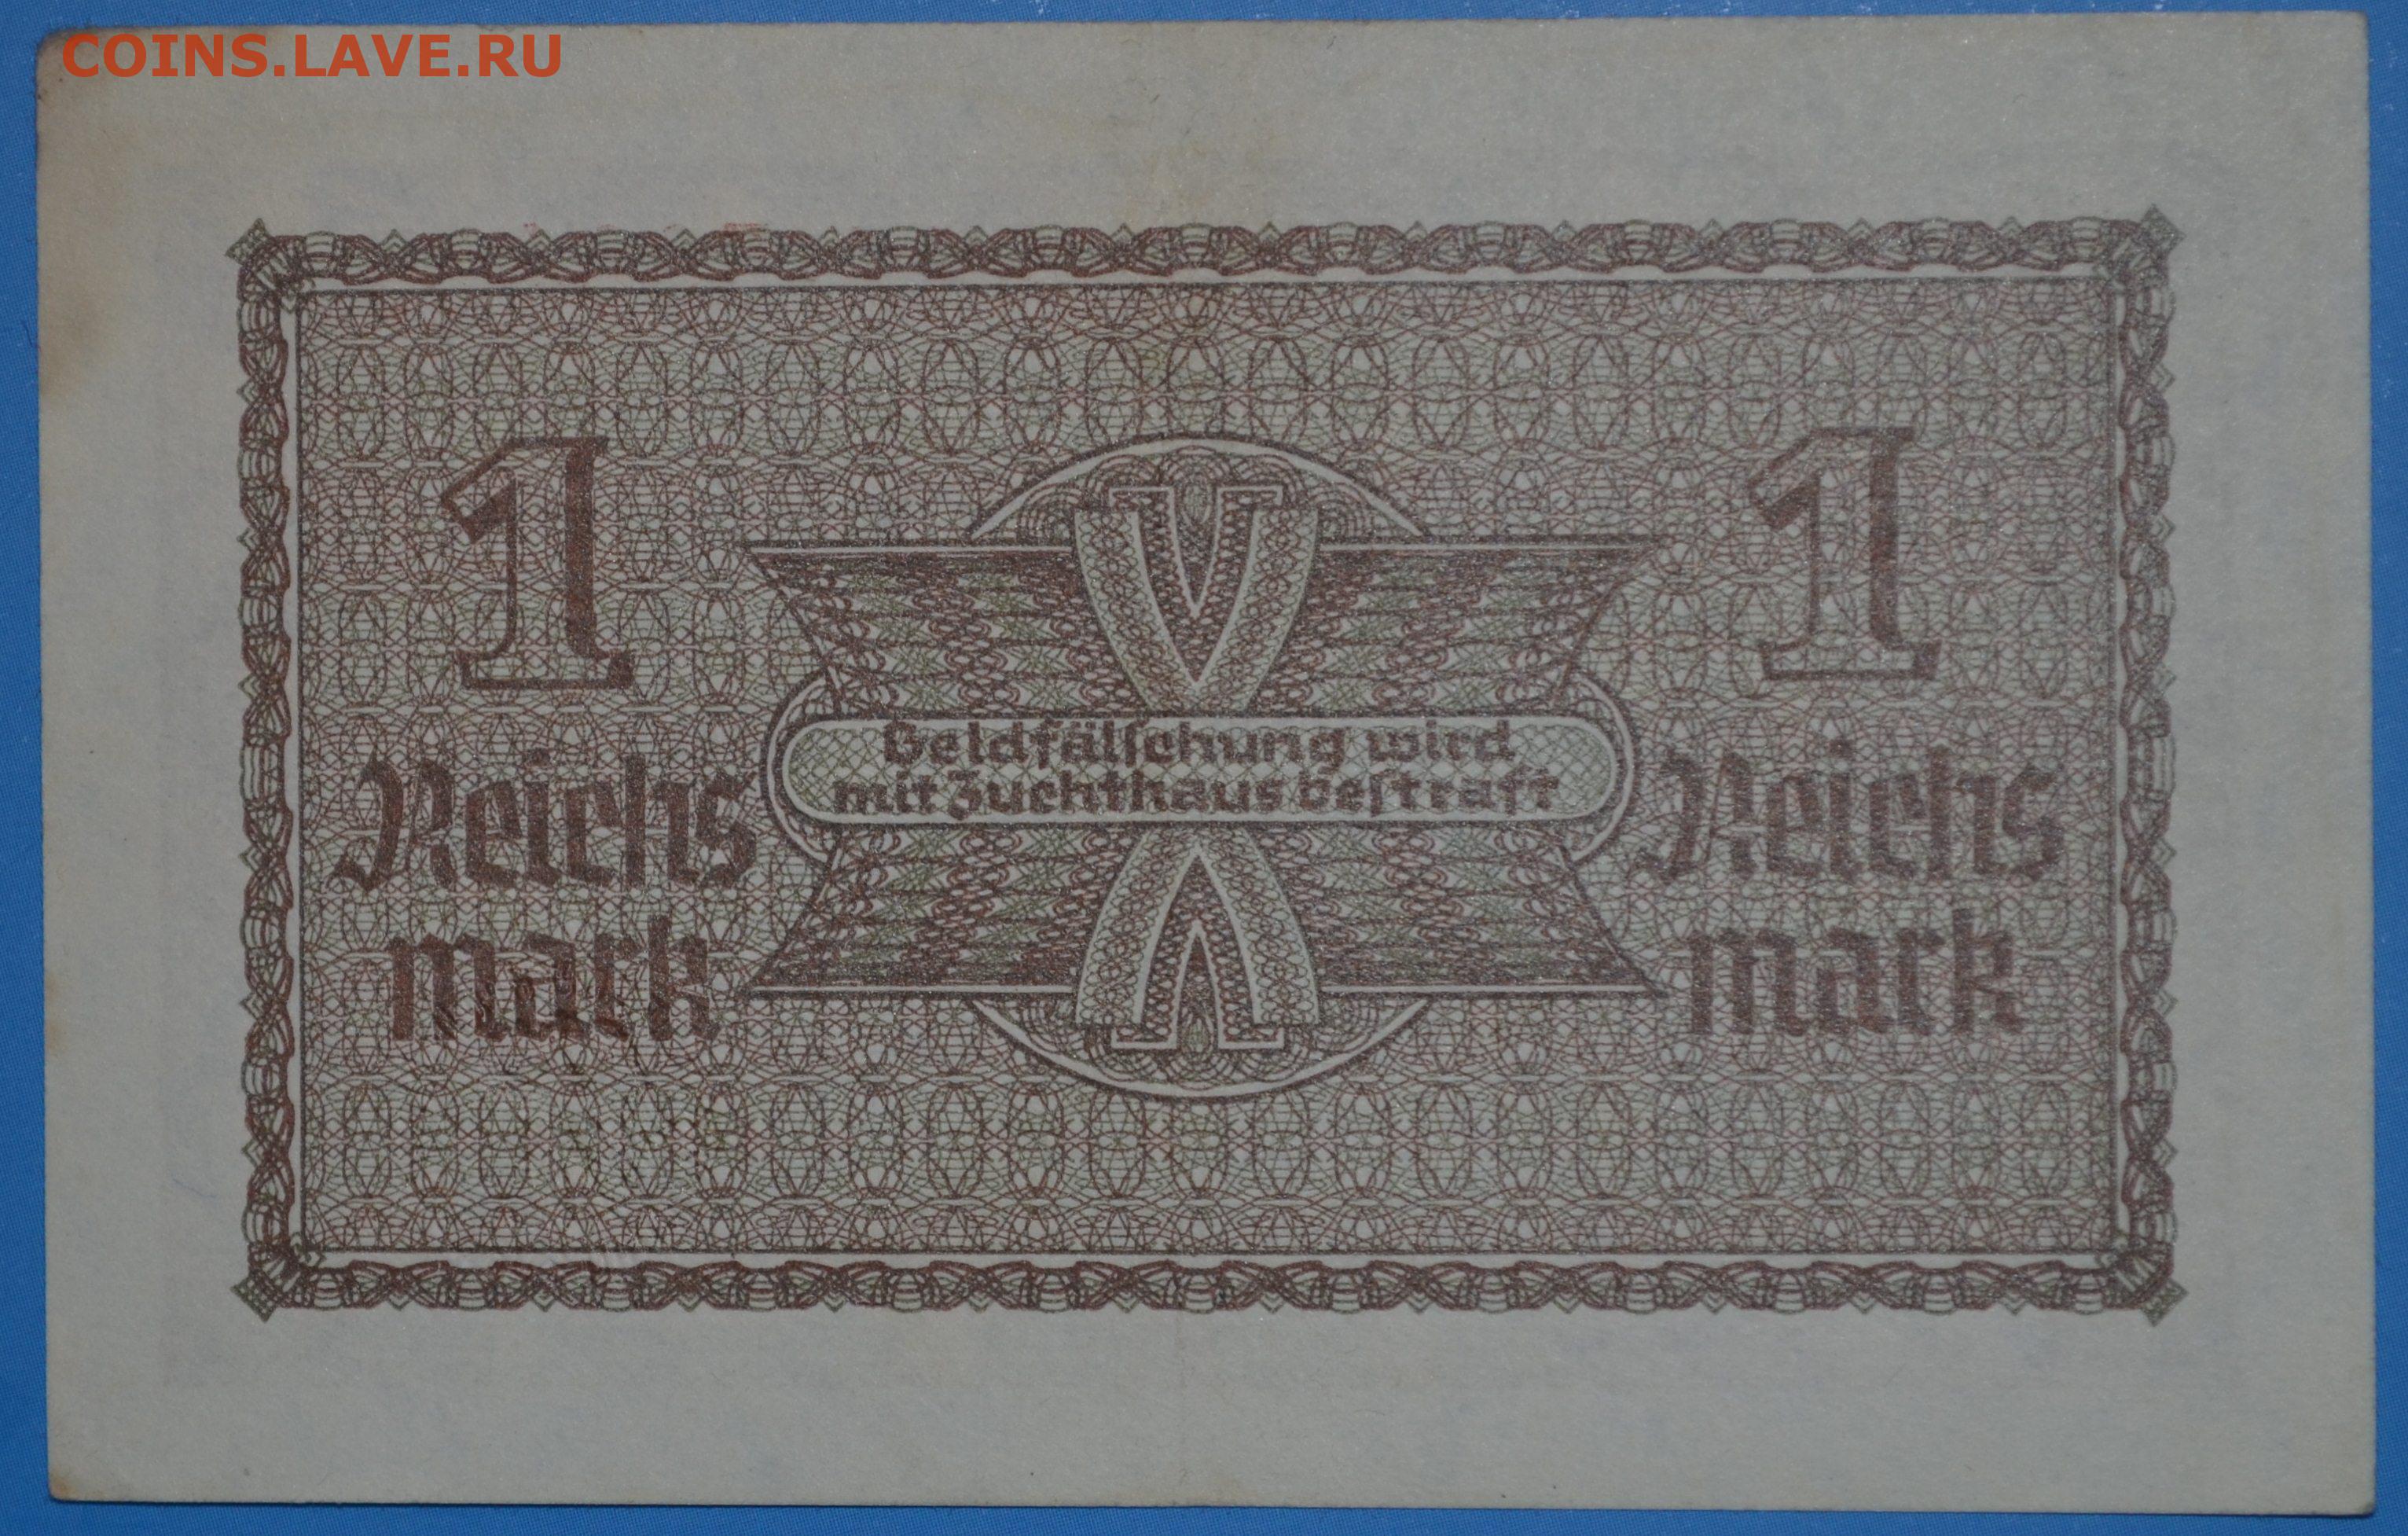 COINS.LAVE.RU
1
Reichs
mark
Geldfälschung wird
mit Zuchthaus bestraft
1
Reichs
mark